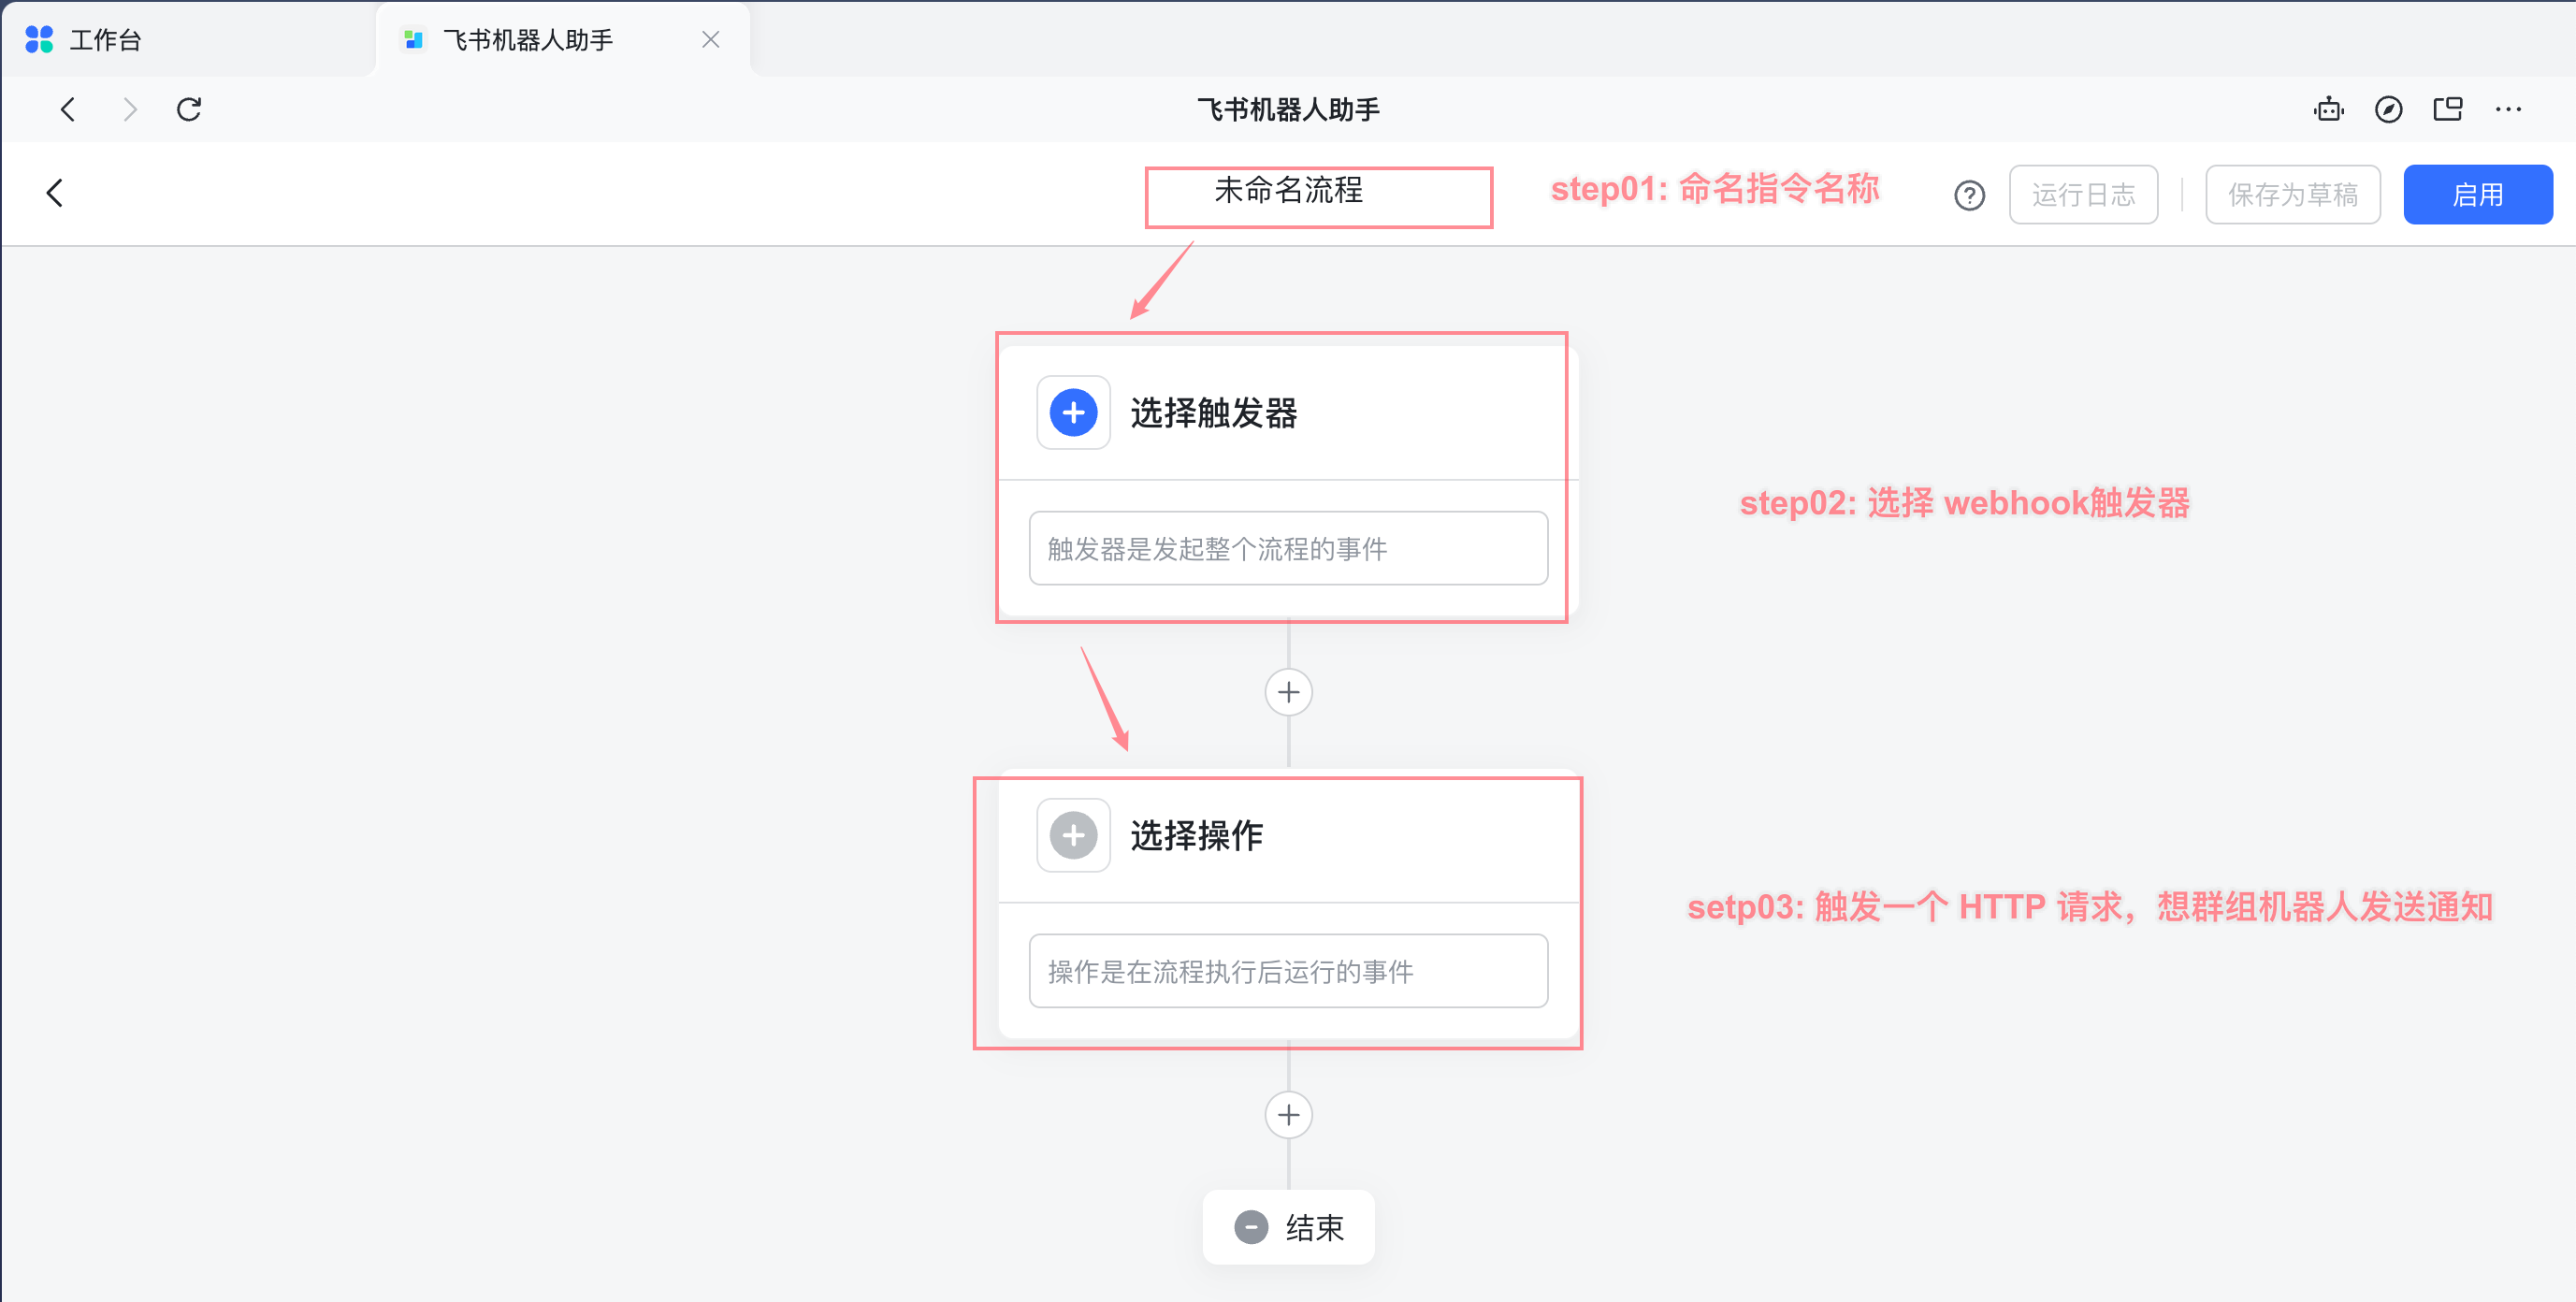 工作台
飞书机器人助手
飞书机器人助手
未命名流程
step01: 命名指令名称
运行日志
保存为草稿
启用
选择触发器
触发器是发起整个流程的事件
step02: 选择 webhook触发器
选择操作
操作是在流程执行后运行的事件
setp03: 触发一个 HTTP 请求，想群组机器人发送通知
结束